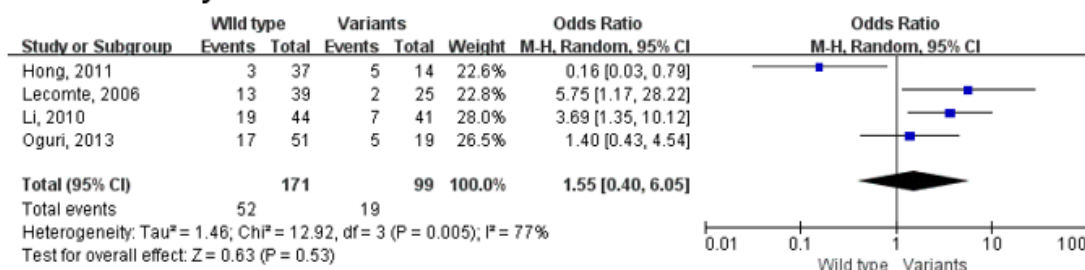 Wild type Variants Odds Ratio Odds Ratio
Study or Subgroup Events Total Events Total Weight M-H, Random, 95% CI M-H, Random, 95% CI
Hong, 2011 3 37 5 14 22.6% 0.16 [0.03, 0.79]
Lecomte, 2006 13 39 2 25 22.8% 5.75 [1.17, 28.22]
Li, 2010 19 44 7 41 28.0% 3.69 [1.35, 10.12]
Oguri, 2013 17 51 5 19 26.5% 1.40 [0.43, 4.54]
Total (95% CI) 171 99 100.0% 1.55 [0.40, 6.05]
Total events 52 19
Heterogeneity: Tau² = 1.46; Chi² = 12.92, df = 3 (P = 0.005); I² = 77%
Test for overall effect: Z = 0.63 (P = 0.53)
0.01 0.1 1 10 100
Wild type Variants